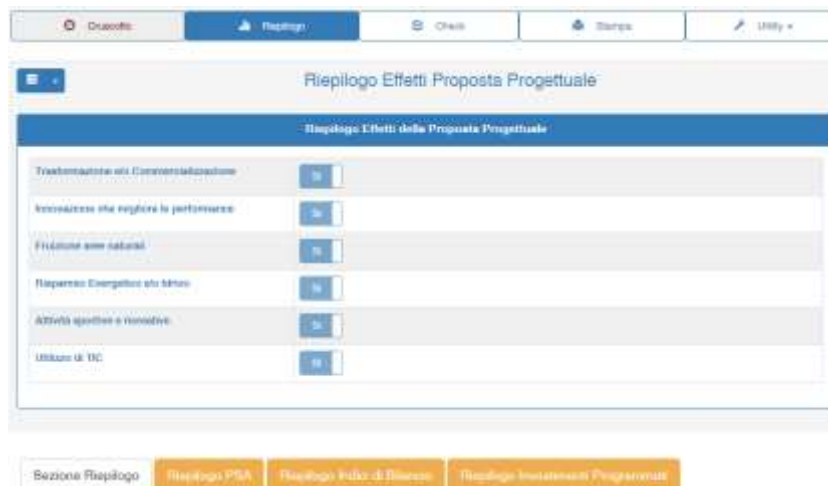 Cruscotto Riepilogo Check Stampa Utility
Riepilogo Effetti Proposta Progettuale
Riepilogo Effetti della Proposta Progettuale
Trasformazione e/o Commercializzazione
SI
Innovazione che migliora le performance
SI
Fruizione aree naturali
SI
Risparmio Energetico e/o Idrico
SI
Attività sportive e ricreative
SI
Utilizzo di TIC
SI
Sezione Riepilogo Riepilogo PSA Riepilogo Indici di Bilancio Riepilogo Investimenti Programmati